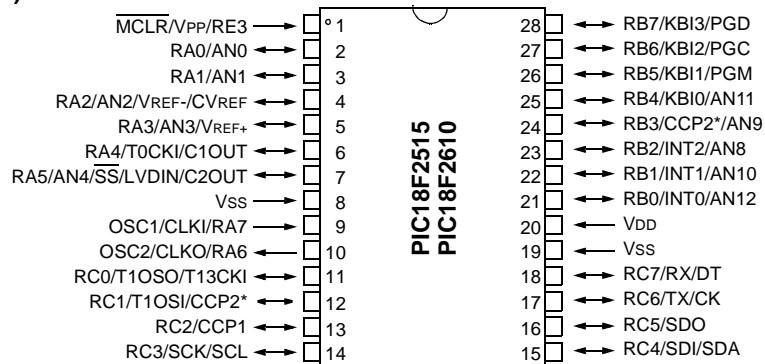 MCLR/VPP/RE3 1 28 RB7/KBI3/PGD
RA0/AN0 2 27 RB6/KBI2/PGC
RA1/AN1 3 26 RB5/KBI1/PGM
RA2/AN2/VREF-/CVREF 4 25 RB4/KBI0/AN11
RA3/AN3/VREF+ 5 24 RB3/CCP2*/AN9
RA4/T0CKI/C1OUT 6 23 RB2/INT2/AN8
RA5/AN4/SS/LVDIN/C2OUT 7 22 RB1/INT1/AN10
VSS 8 21 RB0/INT0/AN12
OSC1/CLKI/RA7 9 20 VDD
OSC2/CLKO/RA6 10 19 VSS
RC0/T1OSO/T13CKI 11 18 RC7/RX/DT
RC1/T1OSI/CCP2* 12 17 RC6/TX/CK
RC2/CCP1 13 16 RC5/SDO
RC3/SCK/SCL 14 15 RC4/SDI/SDA
PIC18F2515
PIC18F2610